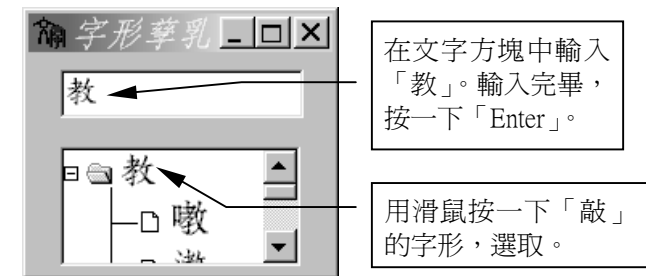 字形孳乳
教
教
嘋
在文字方塊中輸入
「教」。輸入完畢,
按一下「Enter」。
用滑鼠按一下「敲」
的字形,選取。